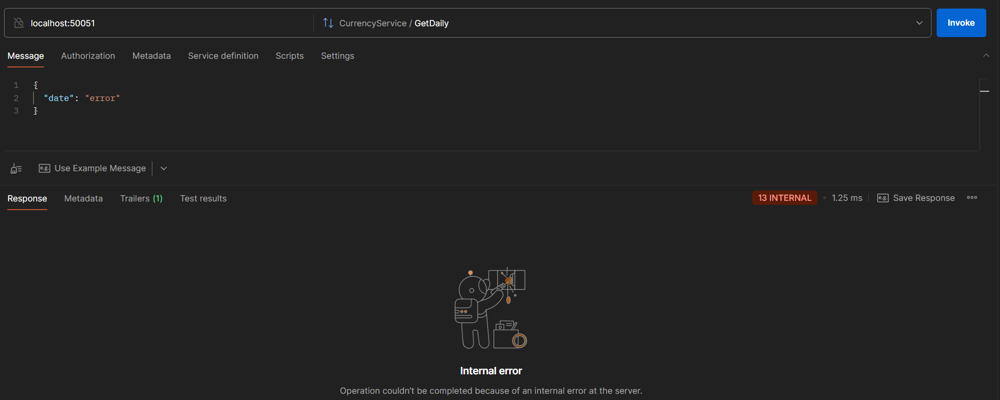 localhost:50051 CurrencyService / GetDaily Invoke
Message Authorization Metadata Service definition Scripts Settings
1 {
2 "date": "error"
3 }
e.g. Use Example Message
Response Metadata Trailers (1) Test results 13 INTERNAL 1.25 ms e.g. Save Response
Internal error
Operation couldn't be completed because of an internal error at the server.